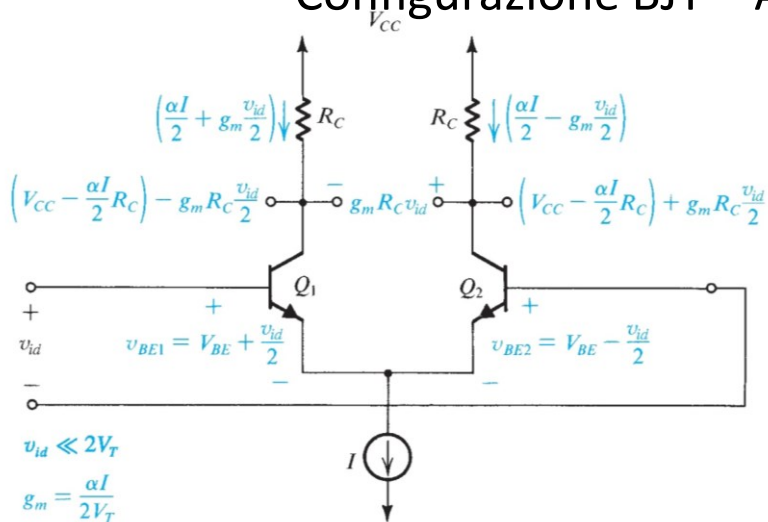 Configurazione BJT
V_CC
(αI/2 + g_m v_id/2) R_C R_C (αI/2 − g_m v_id/2)
(V_CC − αI/2 R_C) − g_m R_C v_id/2 − g_m R_C v_id + (V_CC − αI/2 R_C) + g_m R_C v_id/2
Q_1 Q_2
+ + +
v_id v_BE1 = V_BE + v_id/2 v_BE2 = V_BE − v_id/2
− − −
v_id ≪ 2V_T
I
g_m = αI/2V_T